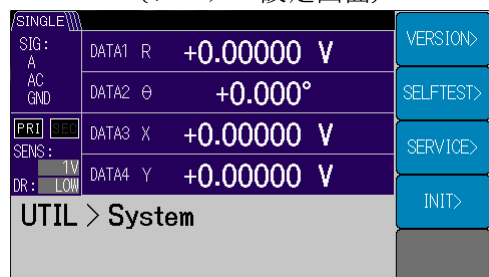 SINGLE
SIG:
A
AC
GND
PRI SEC
SENS:
1V
DR: LOW
DATA1 R +0.00000 V
DATA2 θ +0.000°
DATA3 X +0.00000 V
DATA4 Y +0.00000 V
UTIL > System
VERSION>
SELFTEST>
SERVICE>
INIT>